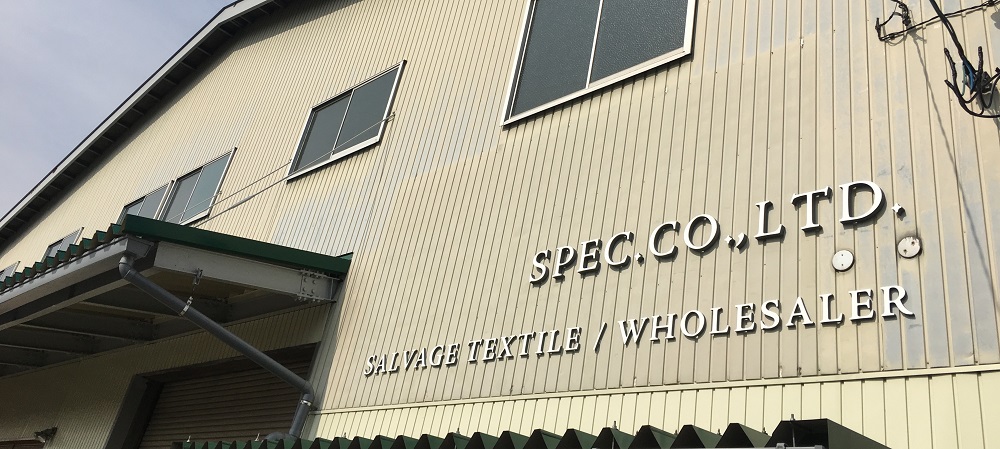 SPEC.CO.,LTD.
SALVAGE TEXTILE / WHOLESALER